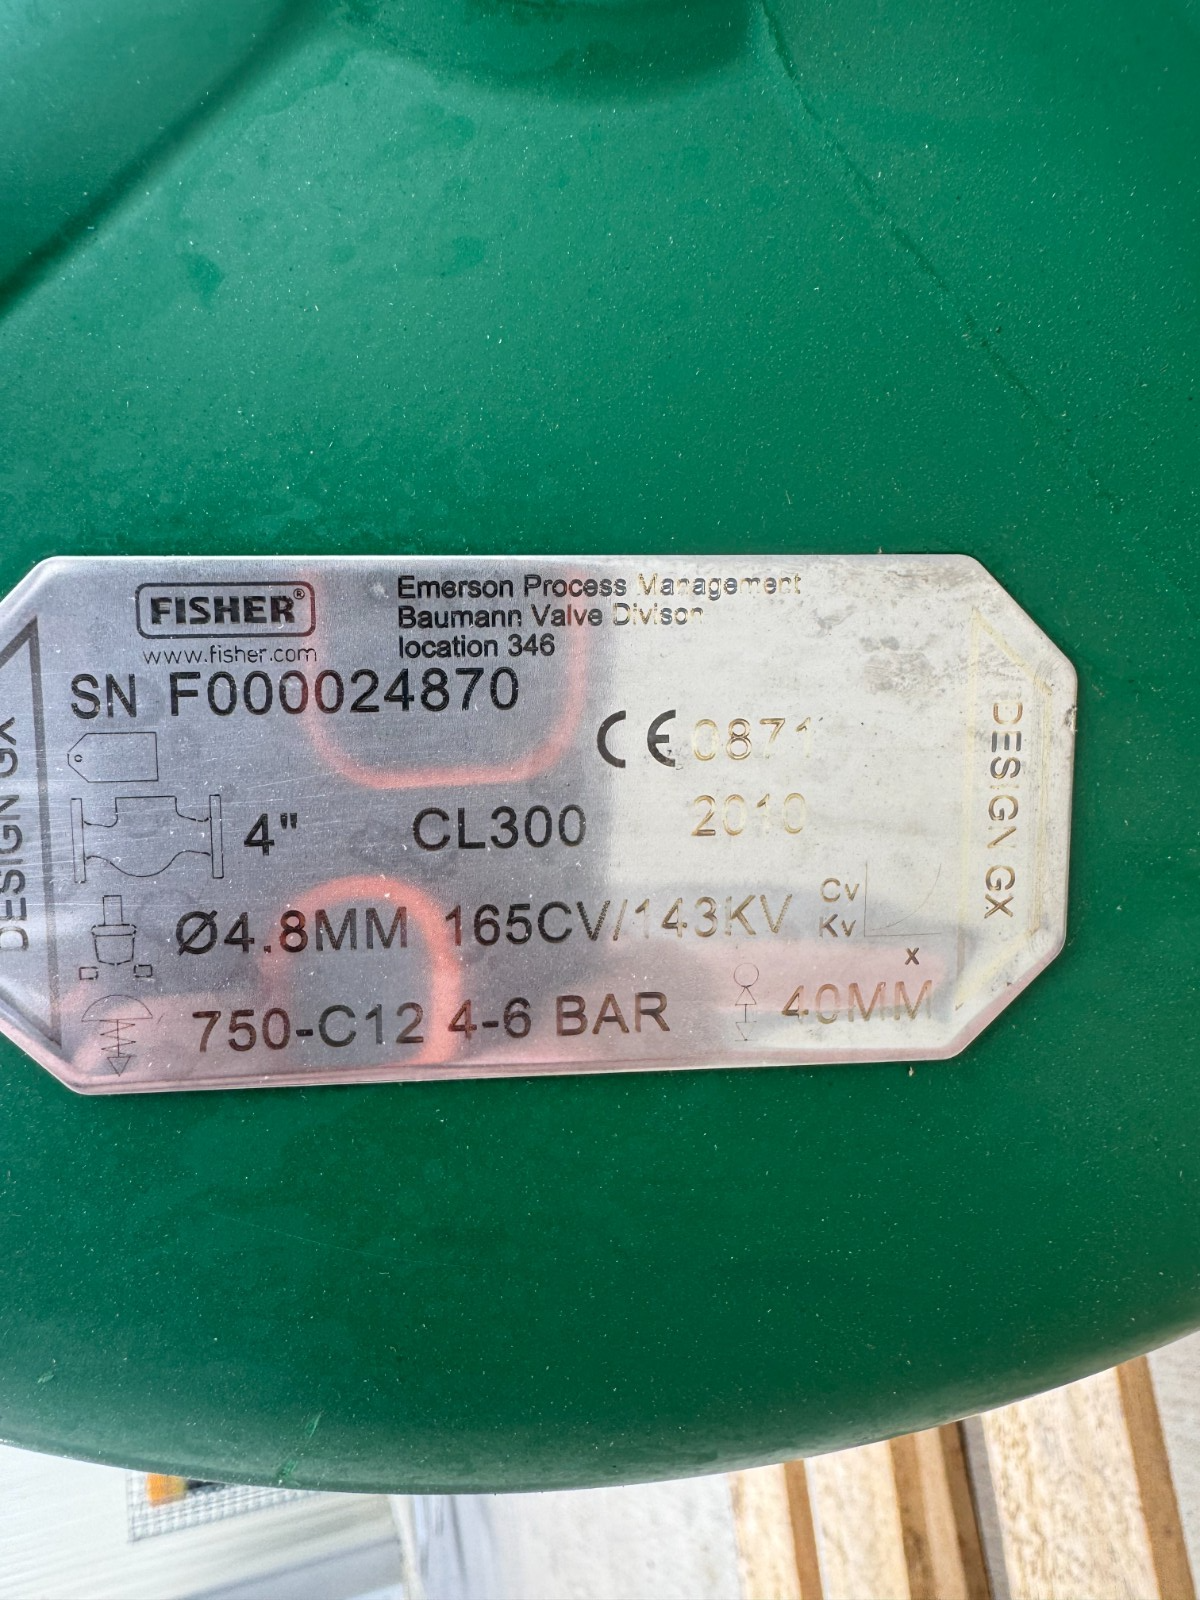 FISHER®
www.fisher.com
Emerson Process Management
Baumann Valve Divison
location 346
SN F000024870
CE 0871
4" CL300 2010
Ø4.8MM 165CV/143KV
Cv
Kv
x
750-C12 4-6 BAR 40MM
DESIGN GX
DESIGN GX